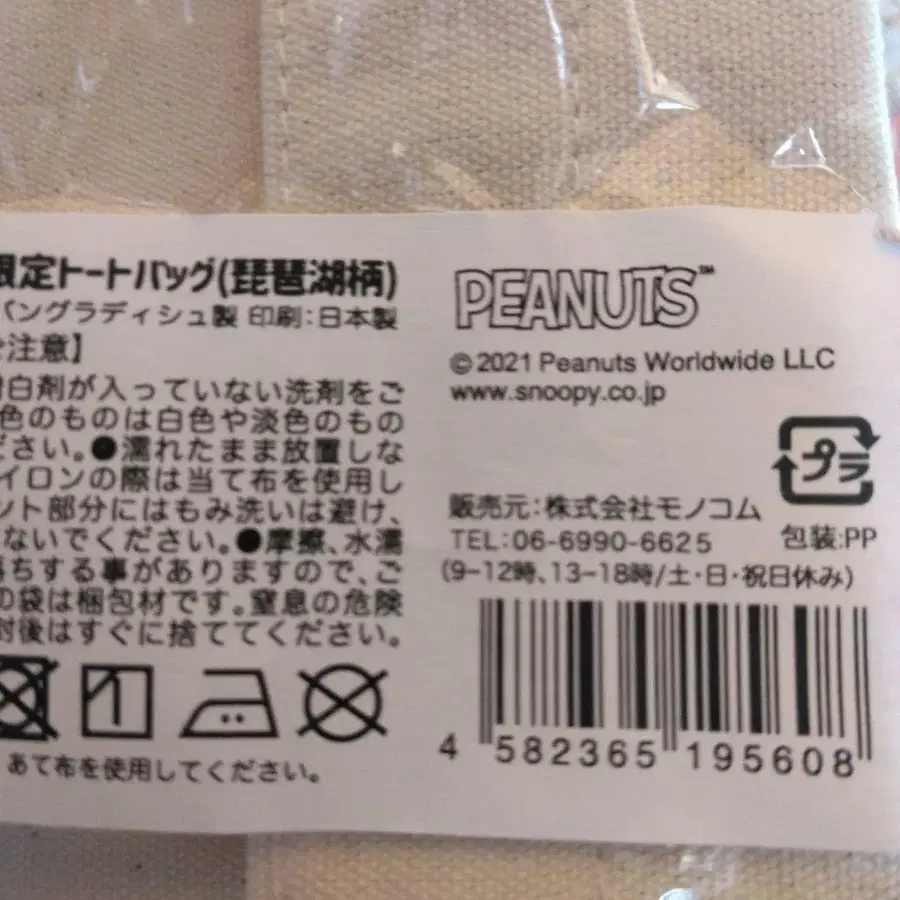 限定トートバッグ(琵琶湖柄)
バングラディシュ製 印刷:日本製
注意】
白剤が入っていない洗剤をご
色のものは白色や淡色のもの
ださい。●濡れたまま放置しな
イロンの際は当て布を使用し
ント部分にはもみ洗いは避け、
ないでください。●摩擦、水濡
ちする事がありますので、ご
の袋は梱包材です。窒息の危険
後はすぐに捨ててください。
あて布を使用してください。
PEANUTS™
©2021 Peanuts Worldwide LLC
www.snoopy.co.jp
プラ
包装:PP
販売元:株式会社モノコム
TEL:06-6990-6625
(9-12時、13-18時/土・日・祝日休み)
4 582365 195608